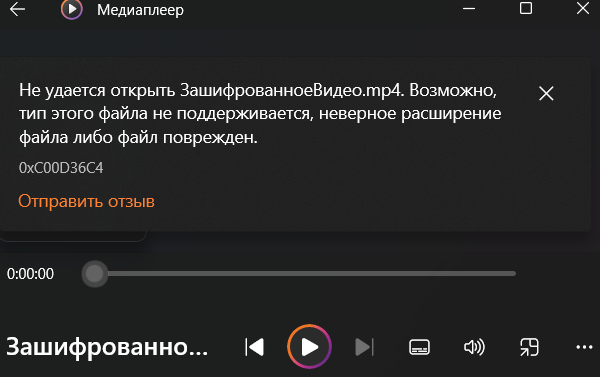 Медиаплеер
Не удается открыть ЗашифрованноеВидео.mp4. Возможно,
тип этого файла не поддерживается, неверное расширение
файла либо файл поврежден.
0xC00D36C4
Отправить отзыв
0:00:00
Зашифрованно...